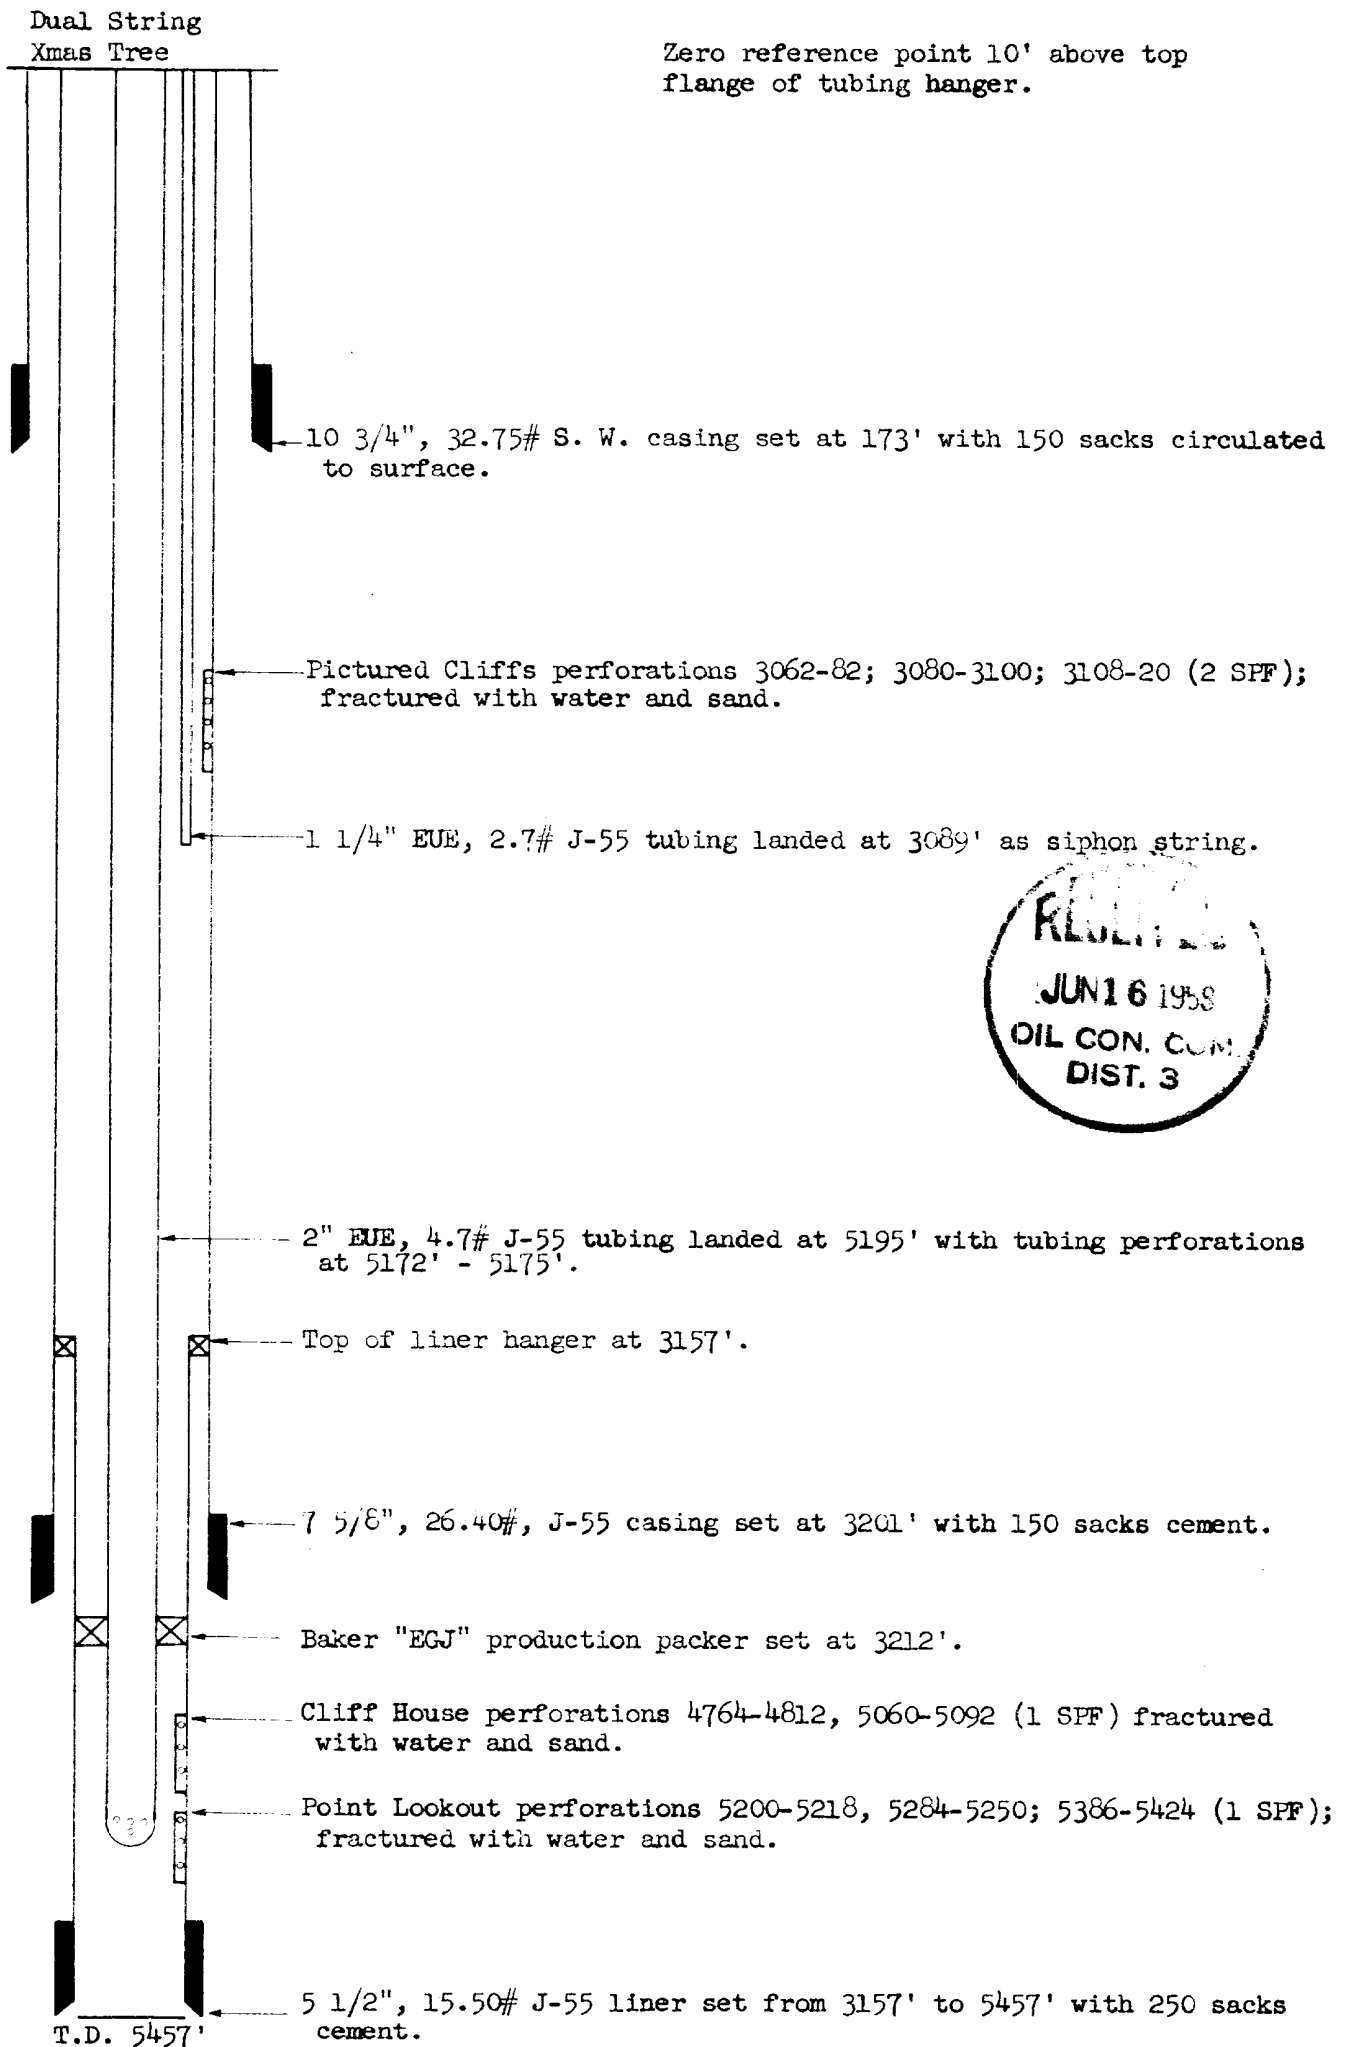 Dual String
Xmas Tree
Zero reference point 10' above top
flange of tubing hanger.
10 3/4", 32.75# S. W. casing set at 173' with 150 sacks circulated
to surface.
Pictured Cliffs perforations 3062-82; 3080-3100; 3108-20 (2 SPF);
fractured with water and sand.
1 1/4" EUE, 2.7# J-55 tubing landed at 3089' as siphon string.
JUN 16 1958
OIL CON. COM.
DIST. 3
2" EUE, 4.7# J-55 tubing landed at 5195' with tubing perforations
at 5172' - 5175'.
Top of liner hanger at 3157'.
7 5/8", 26.40#, J-55 casing set at 3201' with 150 sacks cement.
Baker "EGJ" production packer set at 3212'.
Cliff House perforations 4764-4812, 5060-5092 (1 SPF) fractured
with water and sand.
Point Lookout perforations 5200-5218, 5284-5250; 5386-5424 (1 SPF);
fractured with water and sand.
5 1/2", 15.50# J-55 liner set from 3157' to 5457' with 250 sacks
cement.
T.D. 5457'